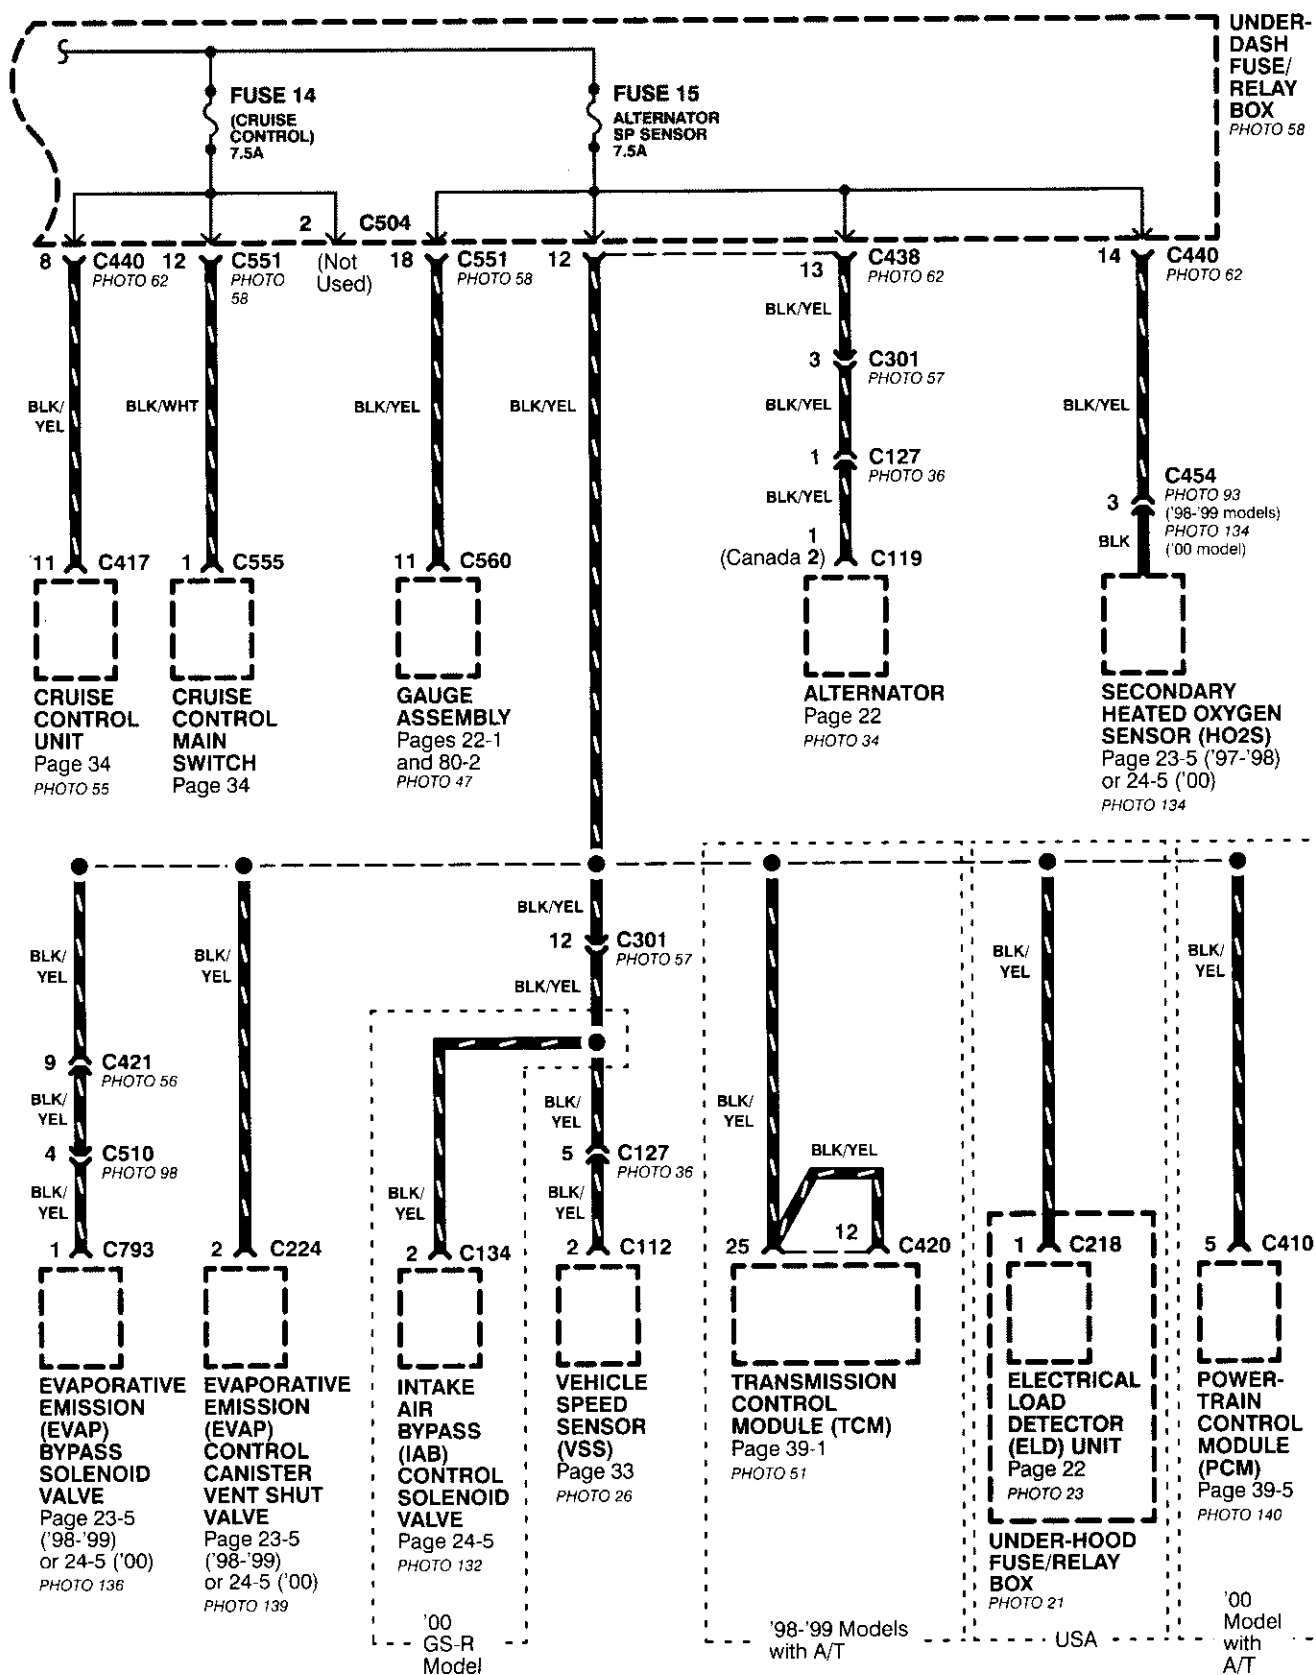 UNDER-
DASH
FUSE/
RELAY
BOX
PHOTO 58
FUSE 14
(CRUISE
CONTROL)
7.5A
FUSE 15
ALTERNATOR
SP SENSOR
7.5A
2 C504
(Not
Used)
8 C440
PHOTO 62
12 C551
PHOTO
58
18 C551
PHOTO 58
12
13 C438
PHOTO 62
14 C440
PHOTO 62
BLK/YEL
3 C301
PHOTO 57
BLK/
YEL
BLK/WHT
BLK/YEL
BLK/YEL
BLK/YEL
BLK/YEL
1 C127
PHOTO 36
BLK/YEL
C454
PHOTO 93
('98-'99 models)
PHOTO 134
('00 model)
3
BLK
11 C417
1 C555
11 C560
1
(Canada 2) C119
CRUISE
CONTROL
UNIT
Page 34
PHOTO 55
CRUISE
CONTROL
MAIN
SWITCH
Page 34
GAUGE
ASSEMBLY
Pages 22-1
and 80-2
PHOTO 47
ALTERNATOR
Page 22
PHOTO 34
SECONDARY
HEATED OXYGEN
SENSOR (HO2S)
Page 23-5 ('97-'98)
or 24-5 ('00)
PHOTO 134
BLK/YEL
12 C301
PHOTO 57
BLK/YEL
BLK/
YEL
BLK/
YEL
BLK/
YEL
BLK/
YEL
9 C421
PHOTO 56
BLK/
YEL
4 C510
PHOTO 98
BLK/
YEL
BLK/
YEL
BLK/
YEL
5 C127
PHOTO 36
BLK/
YEL
BLK/
YEL
BLK/YEL
1 C793
2 C224
2 C134
2 C112
25
12 C420
1 C218
5 C410
EVAPORATIVE
EMISSION
(EVAP)
BYPASS
SOLENOID
VALVE
Page 23-5
('98-'99)
or 24-5 ('00)
PHOTO 136
EVAPORATIVE
EMISSION
(EVAP)
CONTROL
CANISTER
VENT SHUT
VALVE
Page 23-5
('98-'99)
or 24-5 ('00)
PHOTO 139
INTAKE
AIR
BYPASS
(IAB)
CONTROL
SOLENOID
VALVE
Page 24-5
PHOTO 132
VEHICLE
SPEED
SENSOR
(VSS)
Page 33
PHOTO 26
TRANSMISSION
CONTROL
MODULE (TCM)
Page 39-1
PHOTO 51
ELECTRICAL
LOAD
DETECTOR
(ELD) UNIT
Page 22
PHOTO 23
UNDER-HOOD
FUSE/RELAY
BOX
PHOTO 21
POWER-
TRAIN
CONTROL
MODULE
(PCM)
Page 39-5
PHOTO 140
'00
GS-R
Model
'98-'99 Models
with A/T
USA
'00
Model
with
A/T